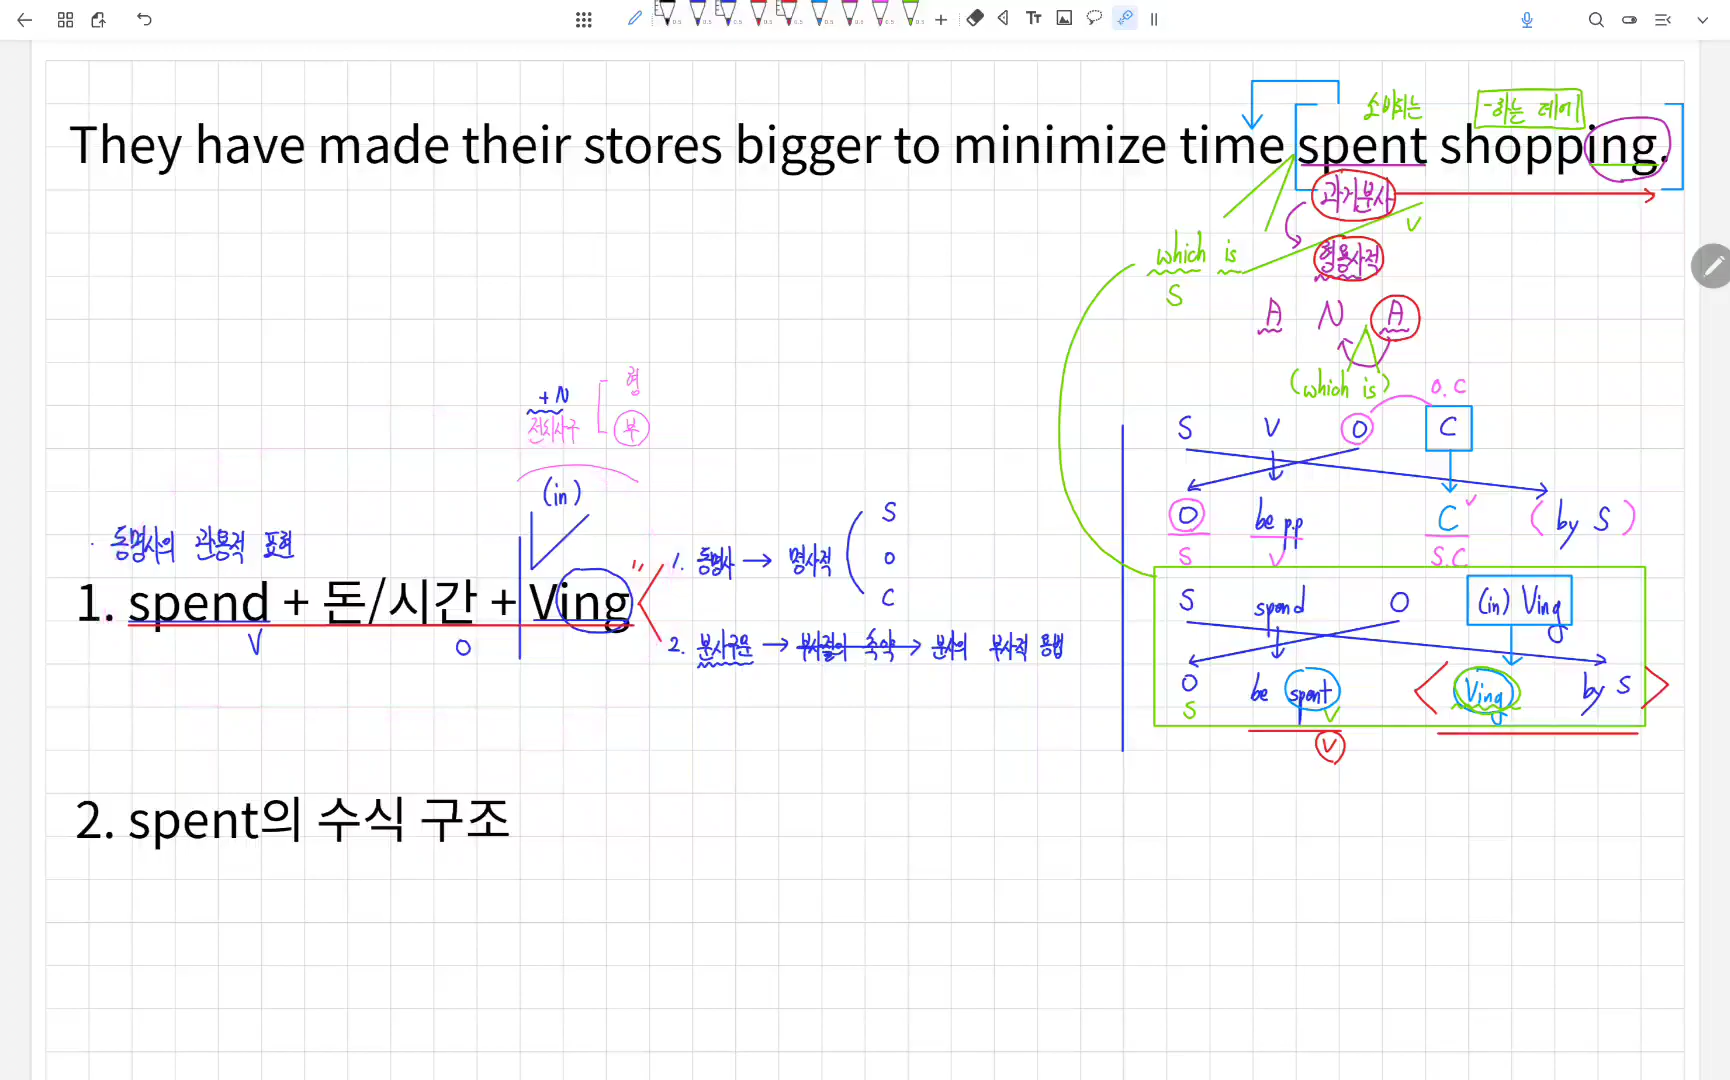 소비되는 -하는 데에
They have made their stores bigger to minimize time spent shopping.
과거분사
V
which is
형용사적
S
A N A
(which is)
형
+ N
전치사구
부
O.C
S V O C
(in)
O be p.p C (by S)
S V S.C
· 동명사의 관용적 표현
1. 동명사 → 명사적
S
O
C
1. spend + 돈/시간 + Ving
V O
2. 분사구문 → 부사절의 축약 → 분사의 부사적 용법
S spend O (in) Ving
O be spent Ving by S
S V
V
2. spent의 수식 구조